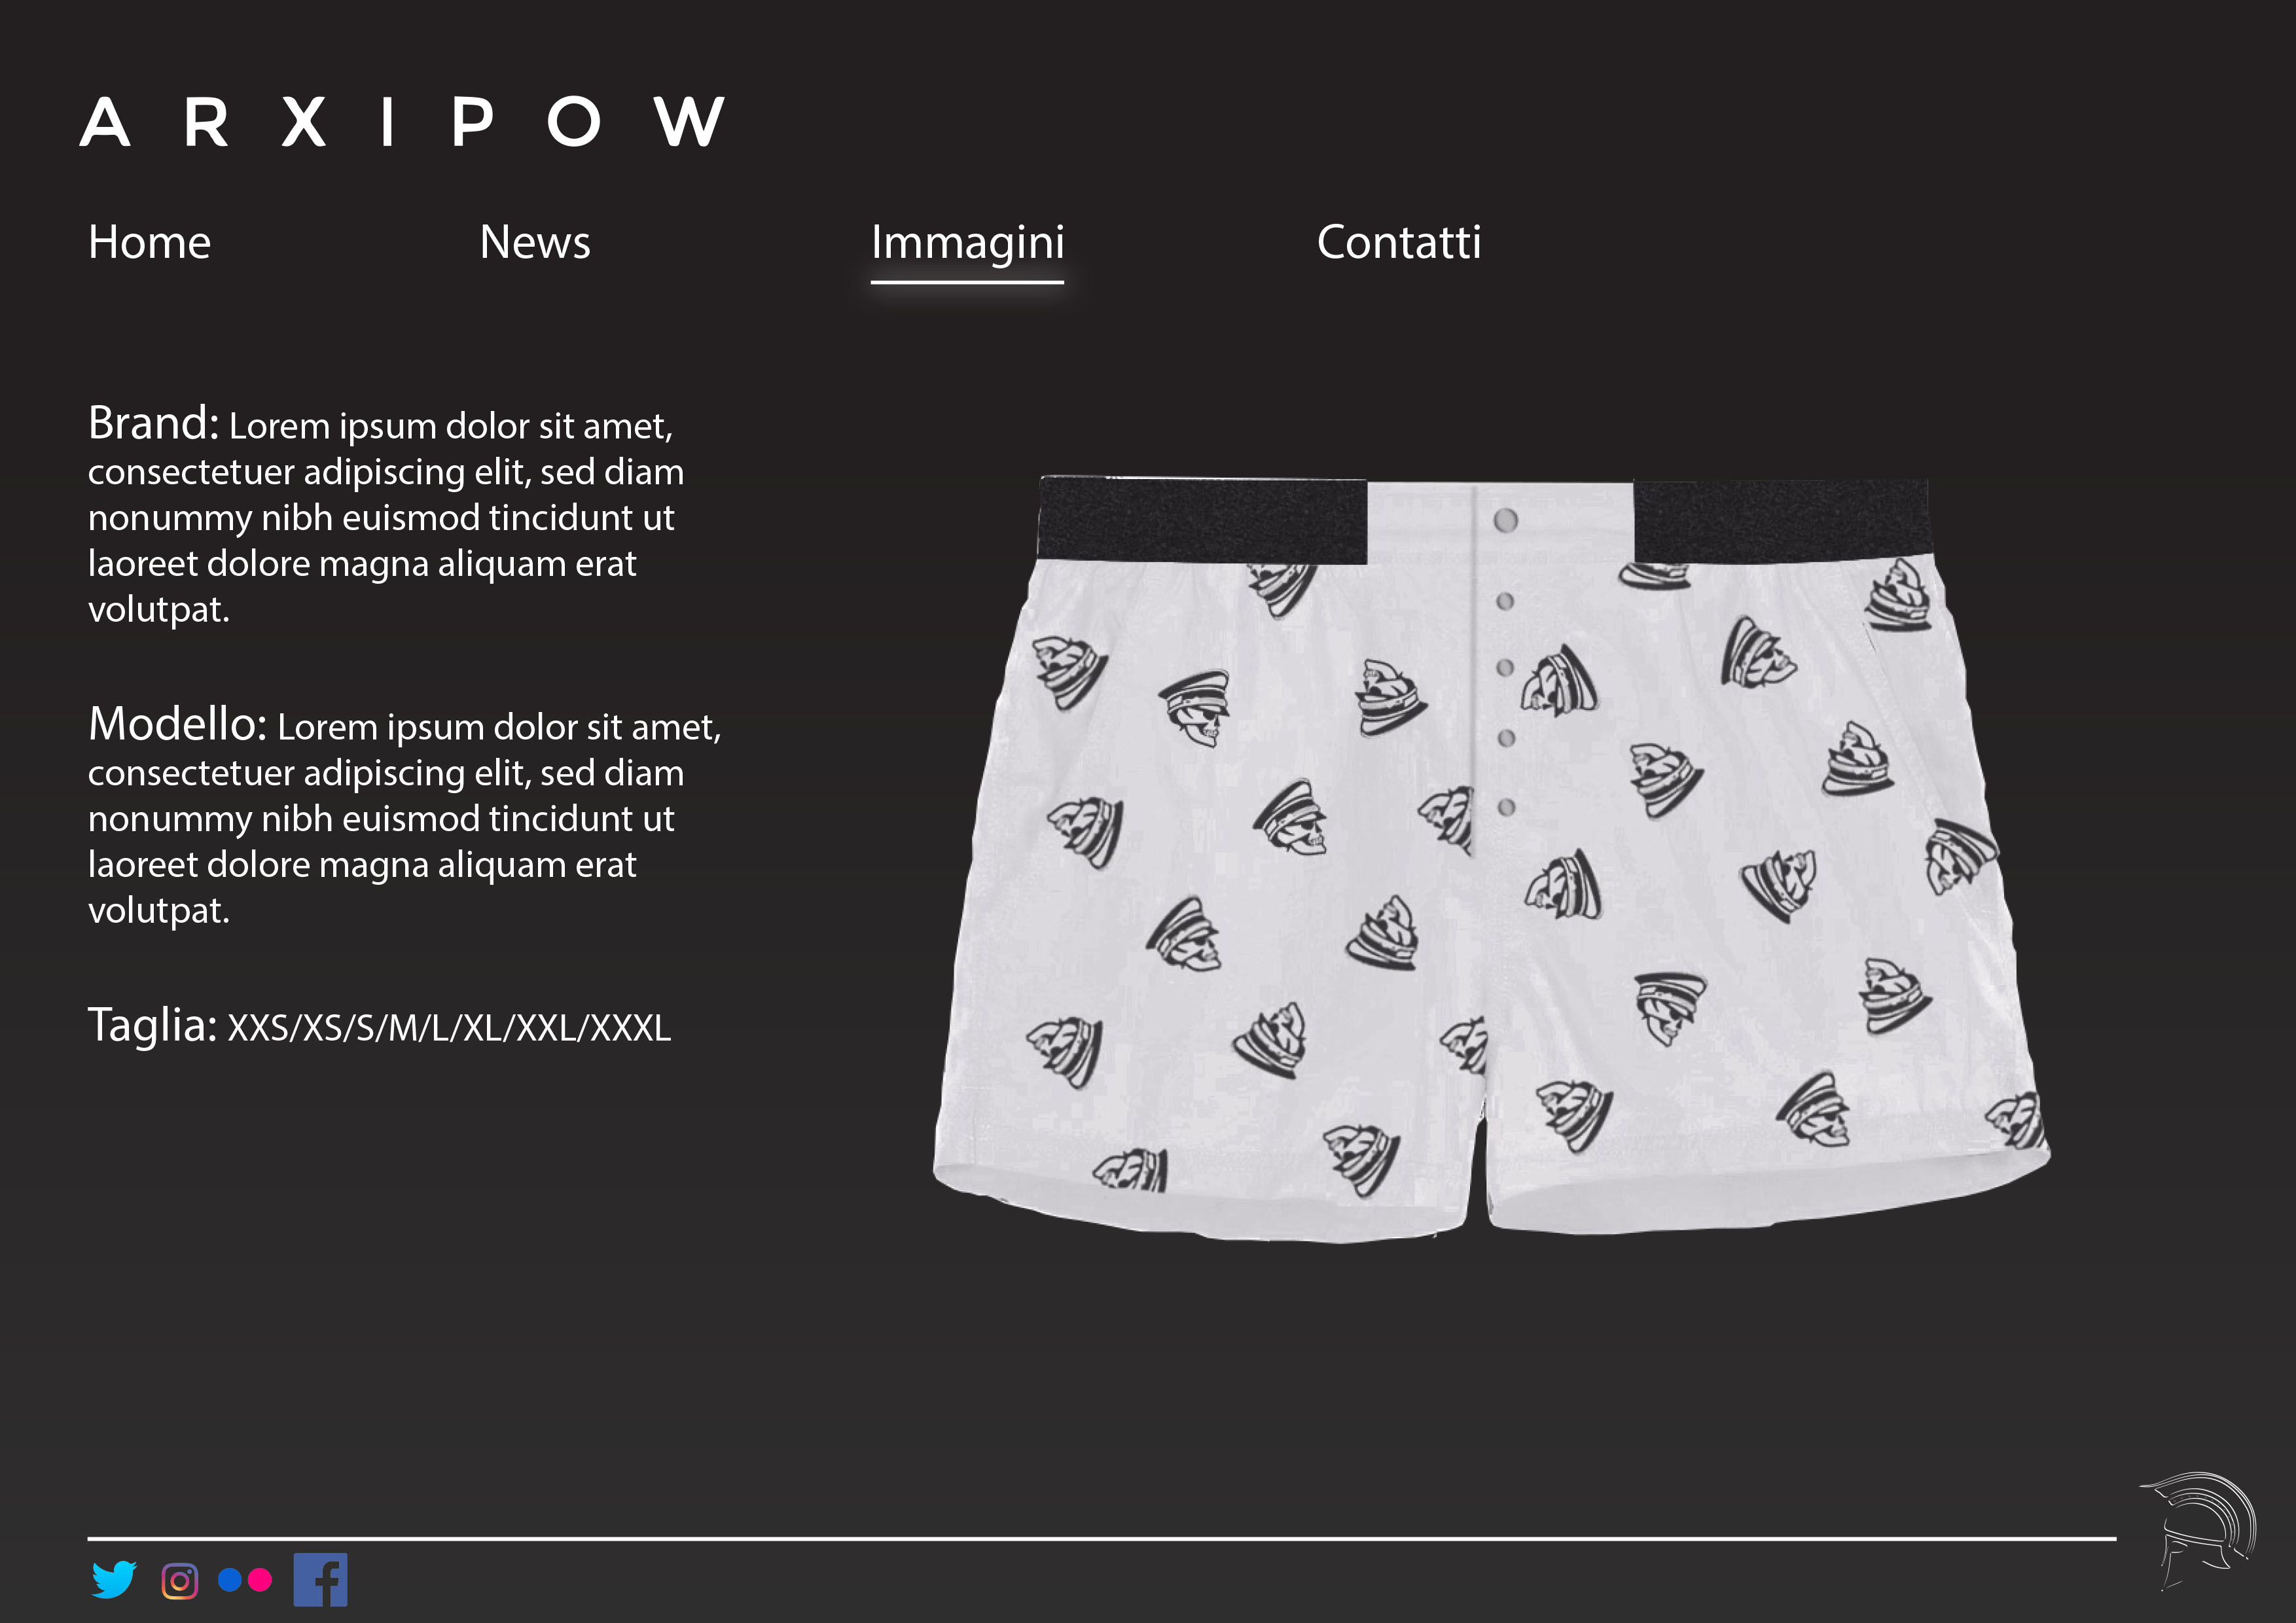 ARXIPOW
Home News Immagini Contatti
Brand: Lorem ipsum dolor sit amet,
consectetuer adipiscing elit, sed diam
nonummy nibh euismod tincidunt ut
laoreet dolore magna aliquam erat
volutpat.
Modello: Lorem ipsum dolor sit amet,
consectetuer adipiscing elit, sed diam
nonummy nibh euismod tincidunt ut
laoreet dolore magna aliquam erat
volutpat.
Taglia: XXS/XS/S/M/L/XL/XXL/XXXL